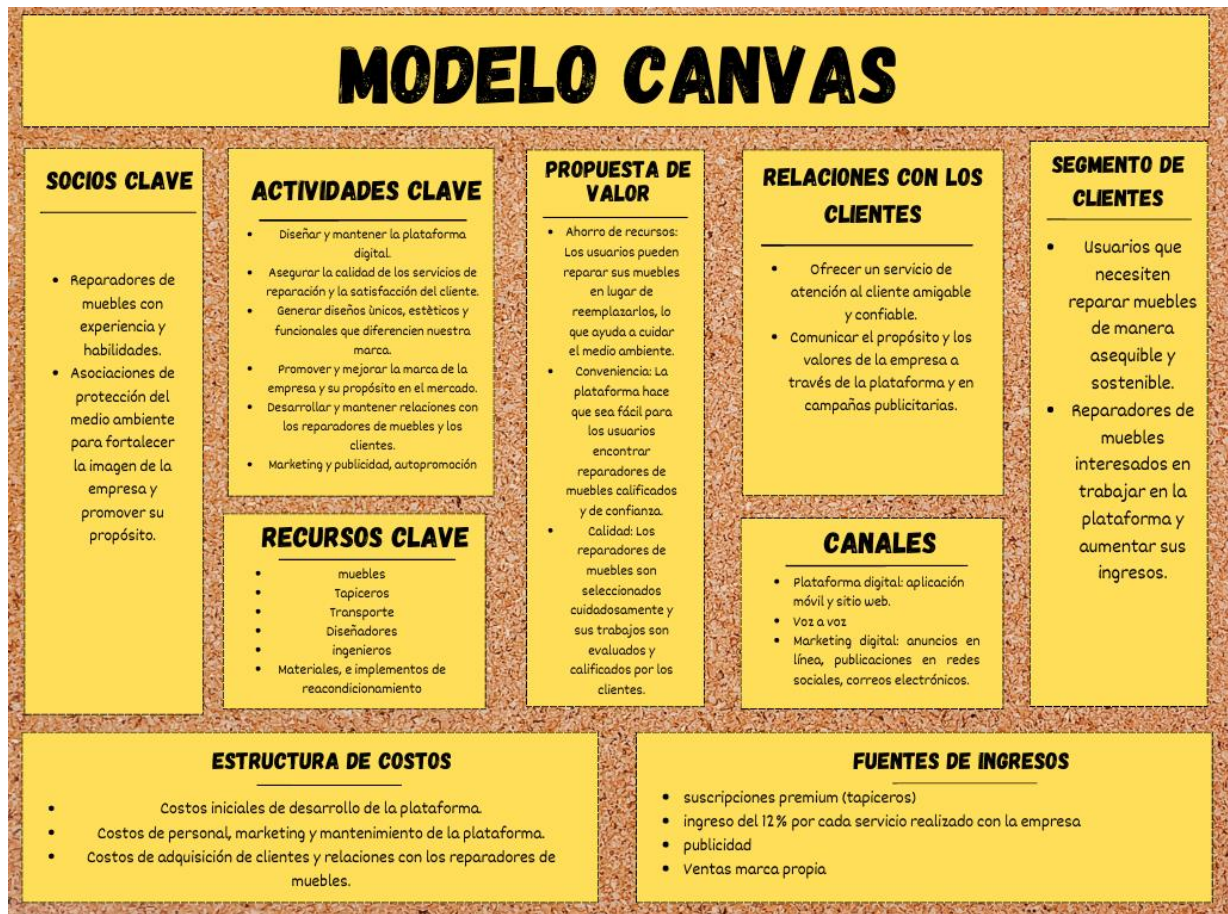 MODELO CANVAS
SOCIOS CLAVE
• Reparadores de
muebles con
experiencia y
habilidades.
• Asociaciones de
protección del
medio ambiente
para fortalecer
la imagen de la
empresa y
promover su
propósito.
ACTIVIDADES CLAVE
• Diseñar y mantener la plataforma
digital.
• Asegurar la calidad de los servicios de
reparación y la satisfacción del cliente.
• Generar diseños ùnicos, estèticos y
funcionales que diferencien nuestra
marca.
• Promover y mejorar la marca de la
empresa y su propósito en el mercado.
• Desarrollar y mantener relaciones con
los reparadores de muebles y los
clientes.
• Marketing y publicidad, autopromoción
RECURSOS CLAVE
• muebles
• Tapiceros
• Transporte
• Diseñadores
• ingenieros
• Materiales, e implementos de
reacondicionamiento
PROPUESTA DE
VALOR
• Ahorro de recursos:
Los usuarios pueden
reparar sus muebles
en lugar de
reemplazarlos, lo
que ayuda a cuidar
el medio ambiente.
• Conveniencia: La
plataforma hace
que sea fácil para
los usuarios
encontrar
reparadores de
muebles calificados
y de confianza.
• Calidad: Los
reparadores de
muebles son
seleccionados
cuidadosamente y
sus trabajos son
evaluados y
calificados por los
clientes.
RELACIONES CON LOS
CLIENTES
• Ofrecer un servicio de
atención al cliente amigable
y confiable.
• Comunicar el propósito y los
valores de la empresa a
través de la plataforma y en
campañas publicitarias.
CANALES
• Plataforma digital: aplicación
móvil y sitio web.
• Voz a voz
• Marketing digital: anuncios en
línea, publicaciones en redes
sociales, correos electrónicos.
SEGMENTO DE
CLIENTES
• Usuarios que
necesiten
reparar muebles
de manera
asequible y
sostenible.
• Reparadores de
muebles
interesados en
trabajar en la
plataforma y
aumentar sus
ingresos.
ESTRUCTURA DE COSTOS
• Costos iniciales de desarrollo de la plataforma.
• Costos de personal, marketing y mantenimiento de la plataforma.
• Costos de adquisición de clientes y relaciones con los reparadores de
muebles.
FUENTES DE INGRESOS
• suscripciones premium (tapiceros)
• ingreso del 12% por cada servicio realizado con la empresa
• publicidad
• Ventas marca propia